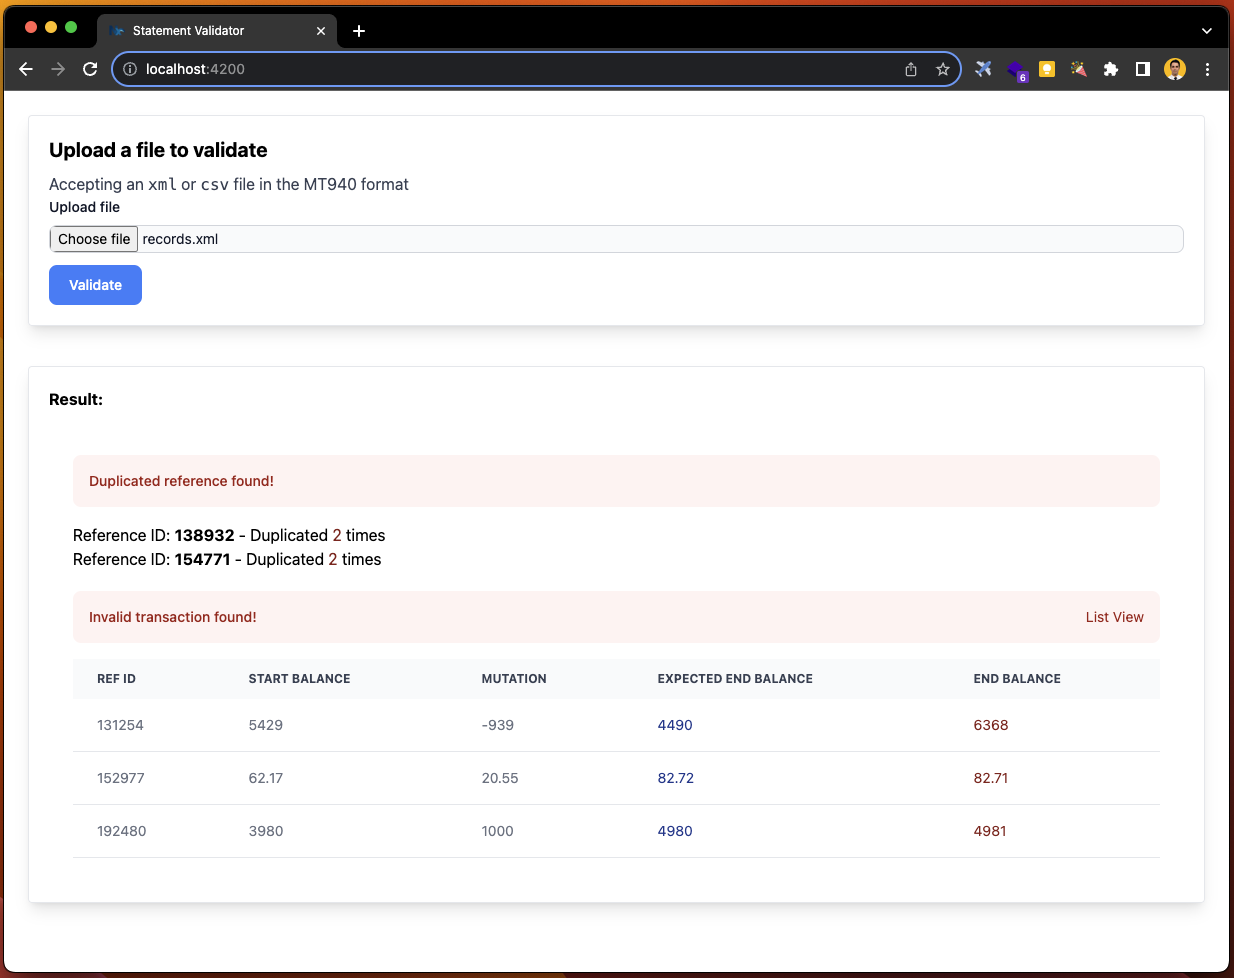 Statement Validator
localhost:4200
6
Upload a file to validate
Accepting an xml or csv file in the MT940 format
Upload file
Choose file records.xml
Validate
Result:
Duplicated reference found!
Reference ID: 138932 - Duplicated 2 times
Reference ID: 154771 - Duplicated 2 times
Invalid transaction found! List View
REF ID START BALANCE MUTATION EXPECTED END BALANCE END BALANCE
131254 5429 -939 4490 6368
152977 62.17 20.55 82.72 82.71
192480 3980 1000 4980 4981